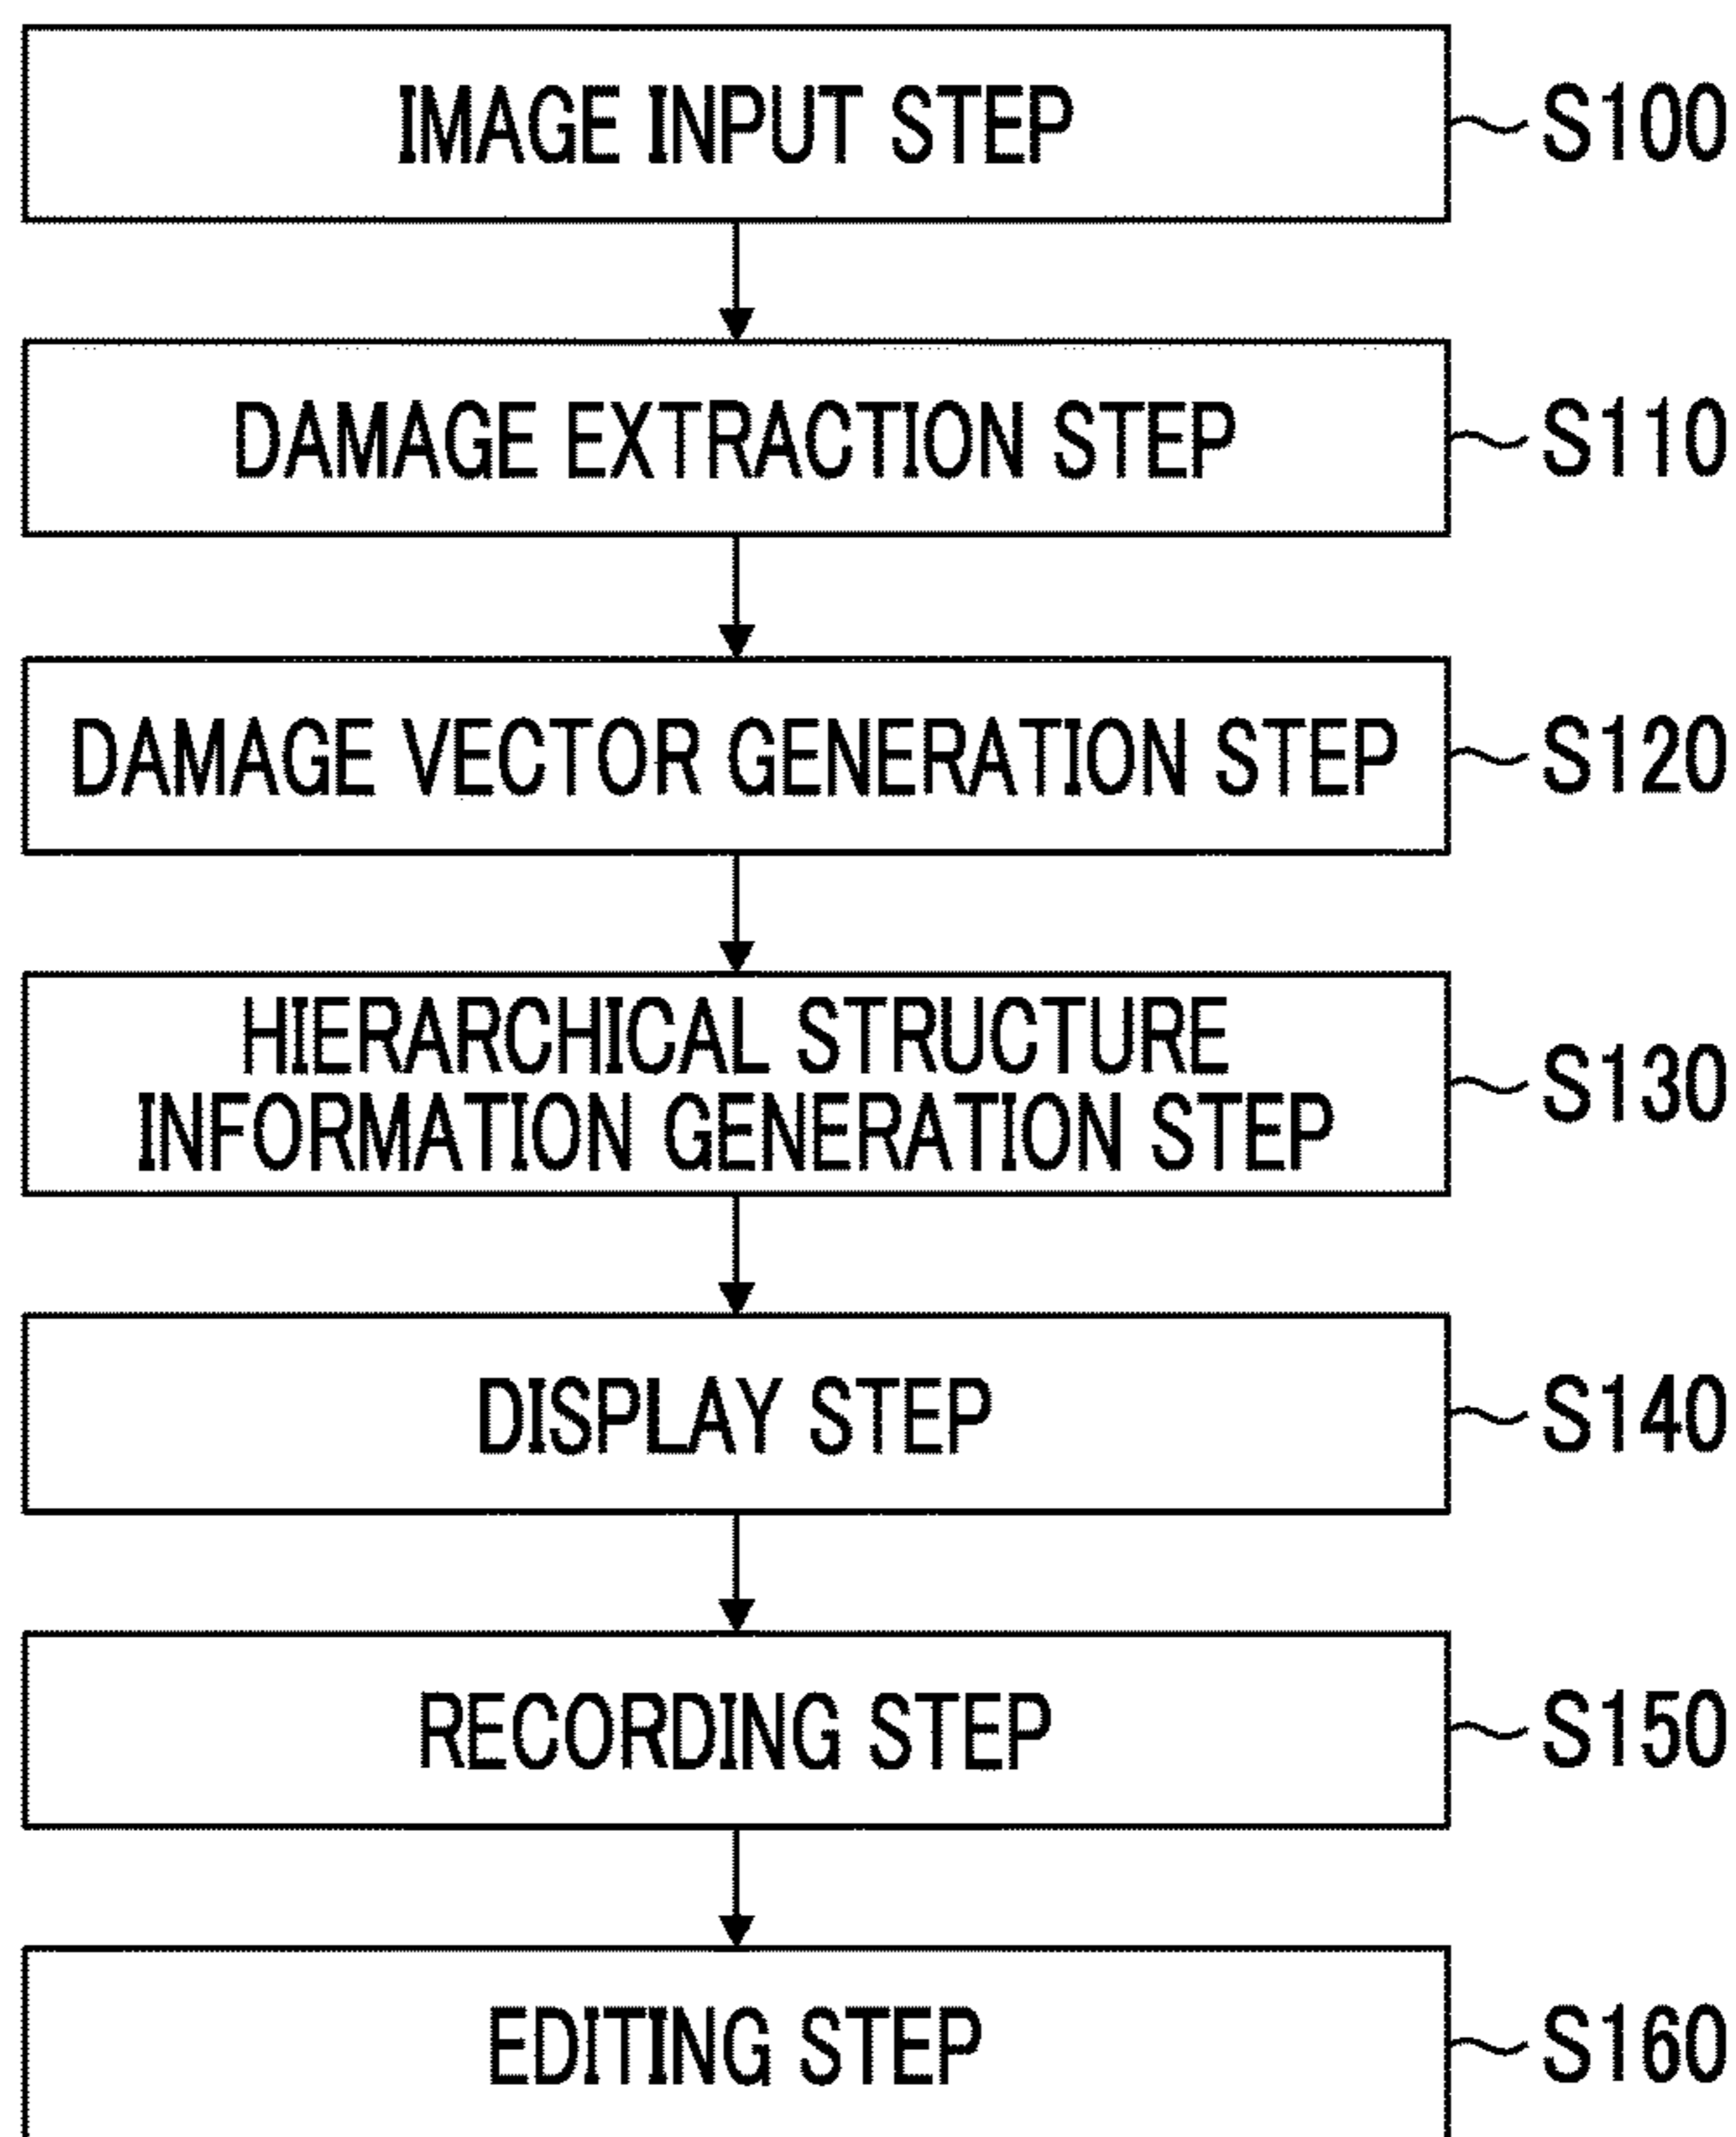 IMAGE INPUT STEP S100
DAMAGE EXTRACTION STEP S110
DAMAGE VECTOR GENERATION STEP S120
HIERARCHICAL STRUCTURE
INFORMATION GENERATION STEP S130
DISPLAY STEP S140
RECORDING STEP S150
EDITING STEP S160